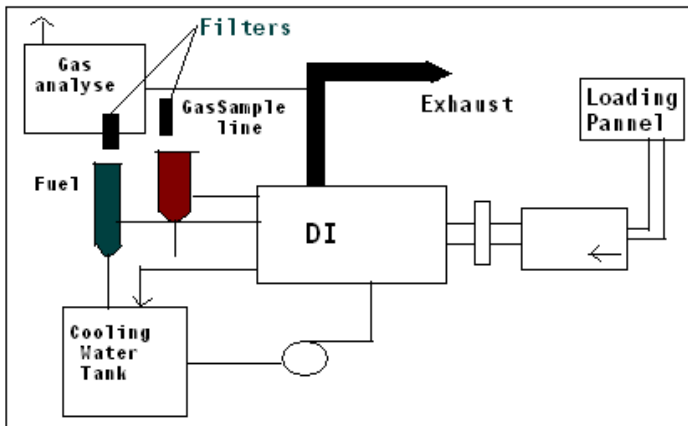 Filters
Gas
analyse
GasSample
line
Exhaust
Loading
Pannel
Fuel
DI
Cooling
Water
Tank